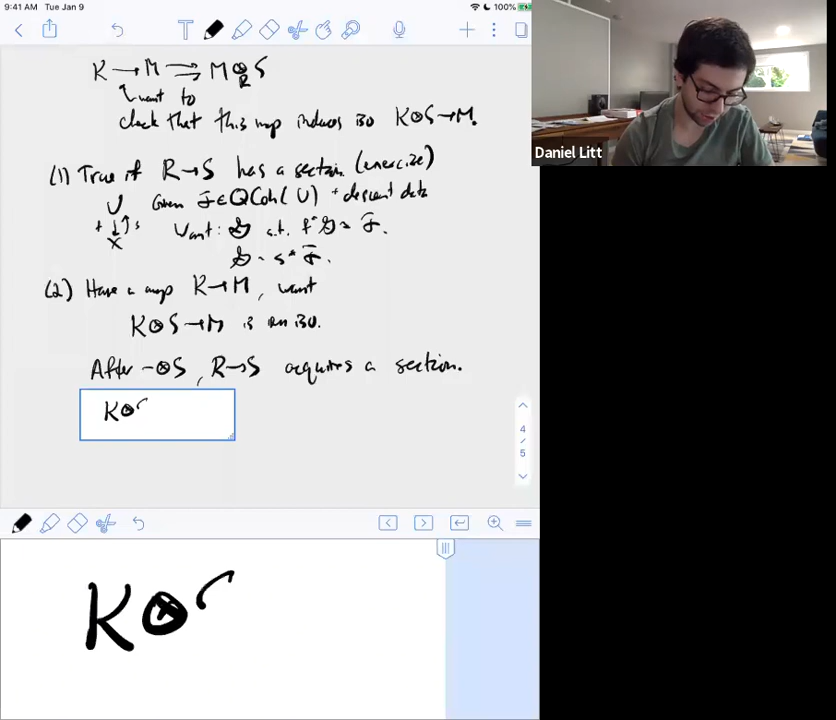 9:41 AM Tue Jan 9
100%
K → M ⇉ M ⊗_R S
↑ want to
check that this map induces iso K⊗S→M.
(1) True if R→S has a section (exercise)
U Given F ∈ QCoh(U) + descent data
f ↓↑ s Want: G s.t. f*G ≃ F.
X G = s*F.
(2) Have a map K→M, want
K⊗S→M is an iso.
After -⊗S, R→S acquires a section.
K⊗
4
/
5
K⊗
Daniel Litt